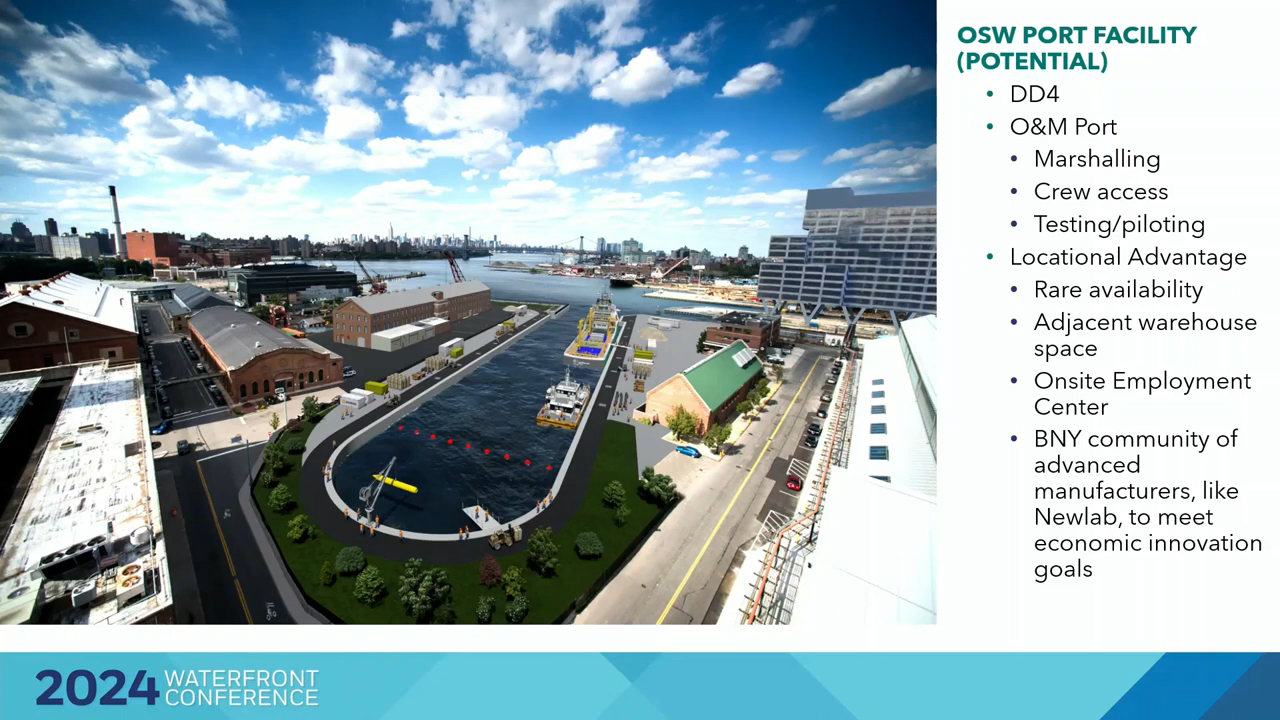 OSW PORT FACILITY
(POTENTIAL)
• DD4
• O&M Port
• Marshalling
• Crew access
• Testing/piloting
• Locational Advantage
• Rare availability
• Adjacent warehouse
space
• Onsite Employment
Center
• BNY community of
advanced
manufacturers, like
Newlab, to meet
economic innovation
goals
2024 WATERFRONT
CONFERENCE